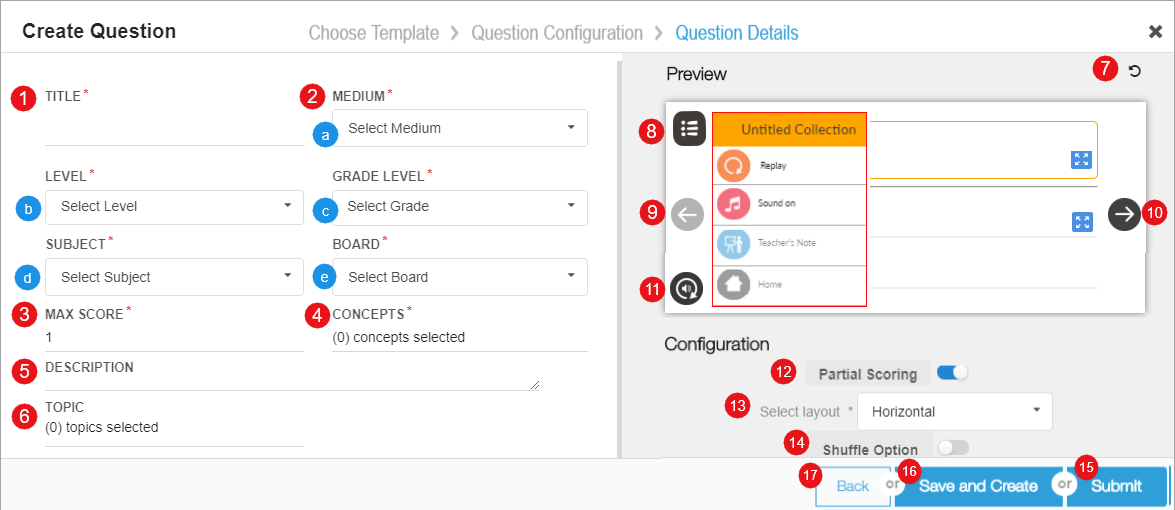 Create Question
Choose Template > Question Configuration > Question Details
Preview
7
1 TITLE*
2 MEDIUM*
a Select Medium
LEVEL*
b Select Level
GRADE LEVEL*
c Select Grade
SUBJECT*
d Select Subject
BOARD*
e Select Board
3 MAX SCORE*
1
4 CONCEPTS*
(0) concepts selected
5 DESCRIPTION
6 TOPIC
(0) topics selected
8
Untitled Collection
Replay
9
Sound on
10
Teacher's Note
11
Home
Configuration
12 Partial Scoring
13 Select layout * Horizontal
14 Shuffle Option
17 Back or 16 Save and Create or 15 Submit